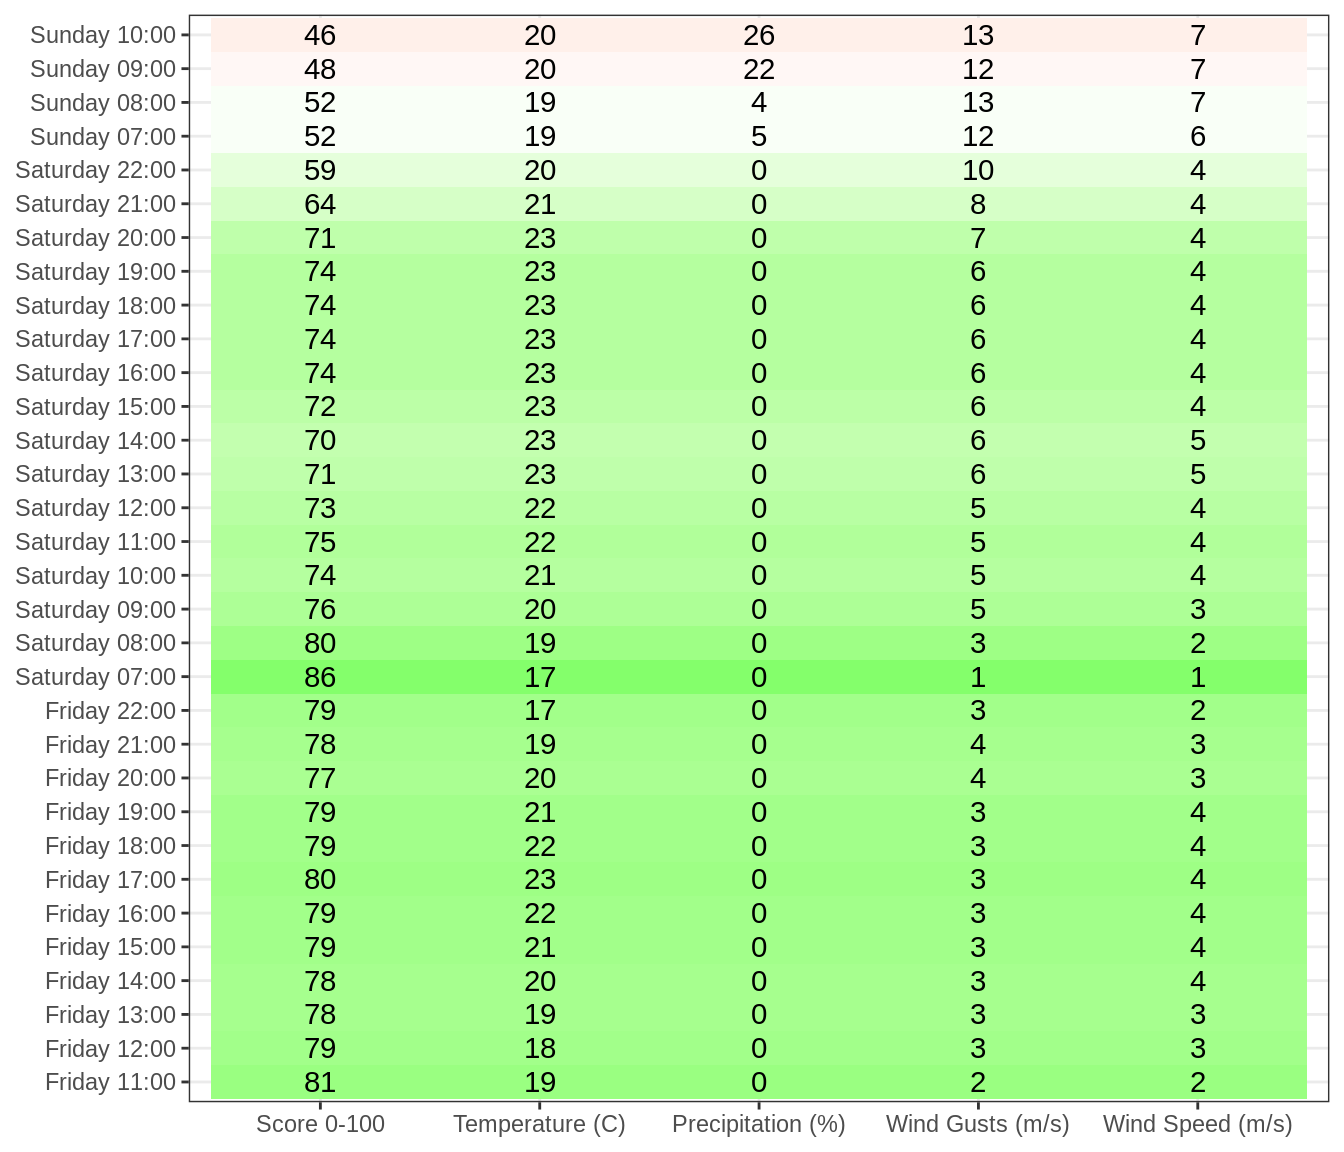 Sunday 10:00 46 20 26 13 7
Sunday 09:00 48 20 22 12 7
Sunday 08:00 52 19 4 13 7
Sunday 07:00 52 19 5 12 6
Saturday 22:00 59 20 0 10 4
Saturday 21:00 64 21 0 8 4
Saturday 20:00 71 23 0 7 4
Saturday 19:00 74 23 0 6 4
Saturday 18:00 74 23 0 6 4
Saturday 17:00 74 23 0 6 4
Saturday 16:00 74 23 0 6 4
Saturday 15:00 72 23 0 6 4
Saturday 14:00 70 23 0 6 5
Saturday 13:00 71 23 0 6 5
Saturday 12:00 73 22 0 5 4
Saturday 11:00 75 22 0 5 4
Saturday 10:00 74 21 0 5 4
Saturday 09:00 76 20 0 5 3
Saturday 08:00 80 19 0 3 2
Saturday 07:00 86 17 0 1 1
Friday 22:00 79 17 0 3 2
Friday 21:00 78 19 0 4 3
Friday 20:00 77 20 0 4 3
Friday 19:00 79 21 0 3 4
Friday 18:00 79 22 0 3 4
Friday 17:00 80 23 0 3 4
Friday 16:00 79 22 0 3 4
Friday 15:00 79 21 0 3 4
Friday 14:00 78 20 0 3 4
Friday 13:00 78 19 0 3 3
Friday 12:00 79 18 0 3 3
Friday 11:00 81 19 0 2 2
Score 0-100 Temperature (C) Precipitation (%) Wind Gusts (m/s) Wind Speed (m/s)